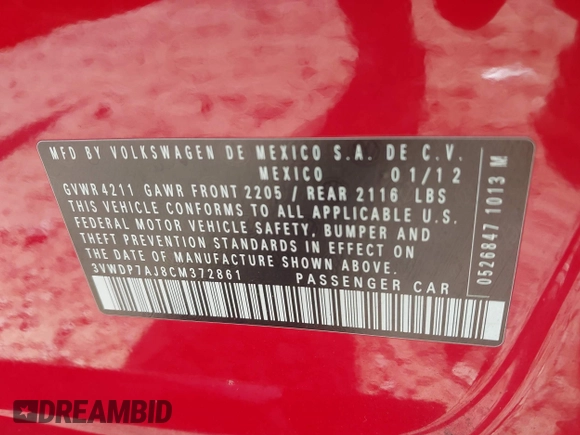 MFD BY VOLKSWAGEN DE MEXICO S.A. DE C.V.
MEXICO 01/12
GVWR 4211 GAWR FRONT 2205 / REAR 2116 LBS
THIS VEHICLE CONFORMS TO ALL APPLICABLE U.S.
FEDERAL MOTOR VEHICLE SAFETY, BUMPER AND
THEFT PREVENTION STANDARDS IN EFFECT ON
THE DATE OF MANUFACTURE SHOWN ABOVE.
3VWDP7AJ8CM372861 PASSENGER CAR
0526847 1013 M
DREAMBID